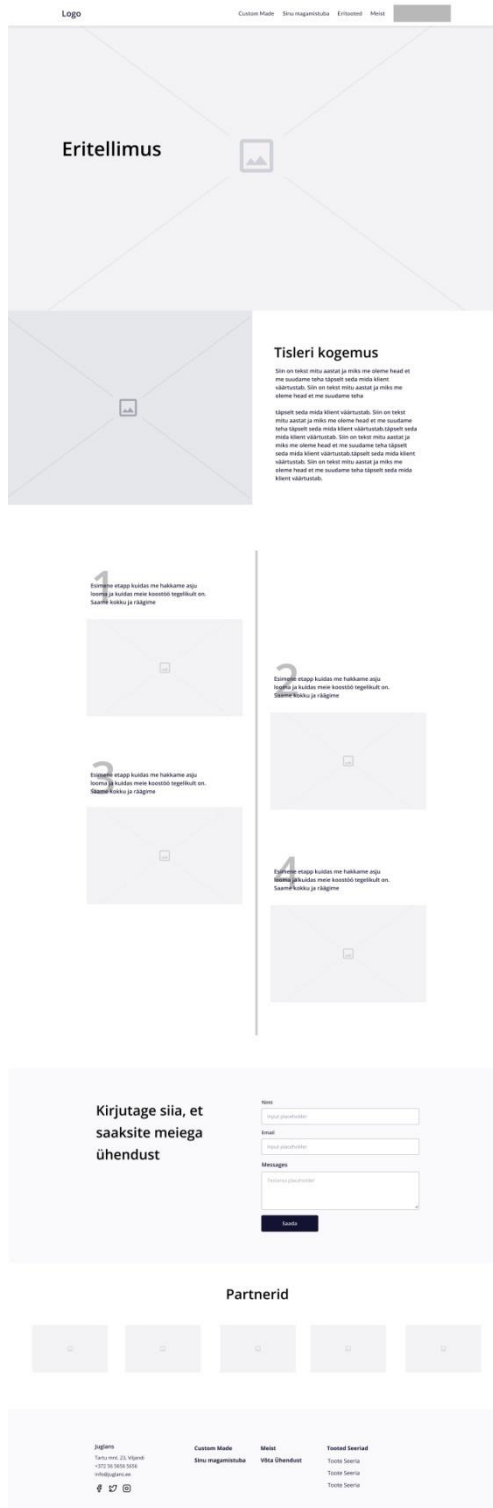 Logo
Custom Made Sinu magamistuba Eritooted Meist
Eritellimus
Tisleri kogemus
Siin on tekst mitu aastat ja miks me oleme head et
me suudame teha täpselt seda mida klient
väärtustab. Siin on tekst mitu aastat ja miks me
oleme head et me suudame teha
täpselt seda mida klient väärtustab. Siin on tekst
mitu aastat ja miks me oleme head et me suudame
teha täpselt seda mida klient väärtustab.täpselt seda
mida klient väärtustab. Siin on tekst mitu aastat ja
miks me oleme head et me suudame teha täpselt
seda mida klient väärtustab.täpselt seda mida klient
väärtustab. Siin on tekst mitu aastat ja miks me
oleme head et me suudame teha täpselt seda mida
klient väärtustab.
1
Esimene etapp kuidas me hakkame asju
looma ja kuidas meie koostöö tegelikult on.
Saame kokku ja räägime
2
Esimene etapp kuidas me hakkame asju
looma ja kuidas meie koostöö tegelikult on.
Saame kokku ja räägime
3
Esimene etapp kuidas me hakkame asju
looma ja kuidas meie koostöö tegelikult on.
Saame kokku ja räägime
4
Esimene etapp kuidas me hakkame asju
looma ja kuidas meie koostöö tegelikult on.
Saame kokku ja räägime
Kirjutage siia, et
saaksite meiega
ühendust
Nimi
Input placeholder
Email
Input placeholder
Messages
Textarea placeholder
Saada
Partnerid
Juglans
Tartu mnt. 23, Viljandi
+372 56 5656 5656
info@juglans.ee
Custom Made
Sinu magamistuba
Meist
Võta Ühendust
Tooted Seeriad
Toote Seeria
Toote Seeria
Toote Seeria